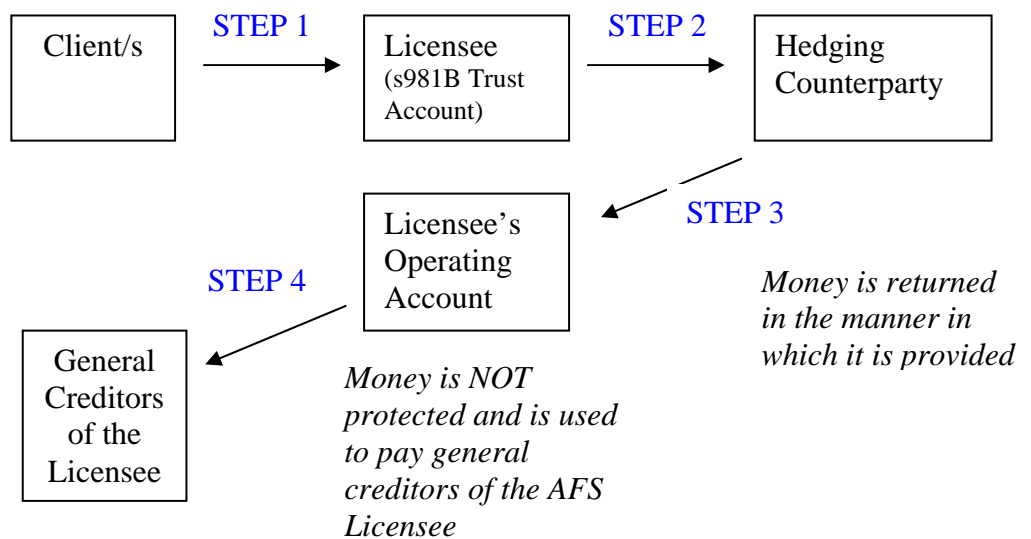 Client/s
STEP 1
Licensee
(s981B Trust
Account)
STEP 2
Hedging
Counterparty
STEP 3
Money is returned
in the manner in
which it is provided
Licensee's
Operating
Account
Money is NOT
protected and is used
to pay general
creditors of the AFS
Licensee
STEP 4
General
Creditors
of the
Licensee